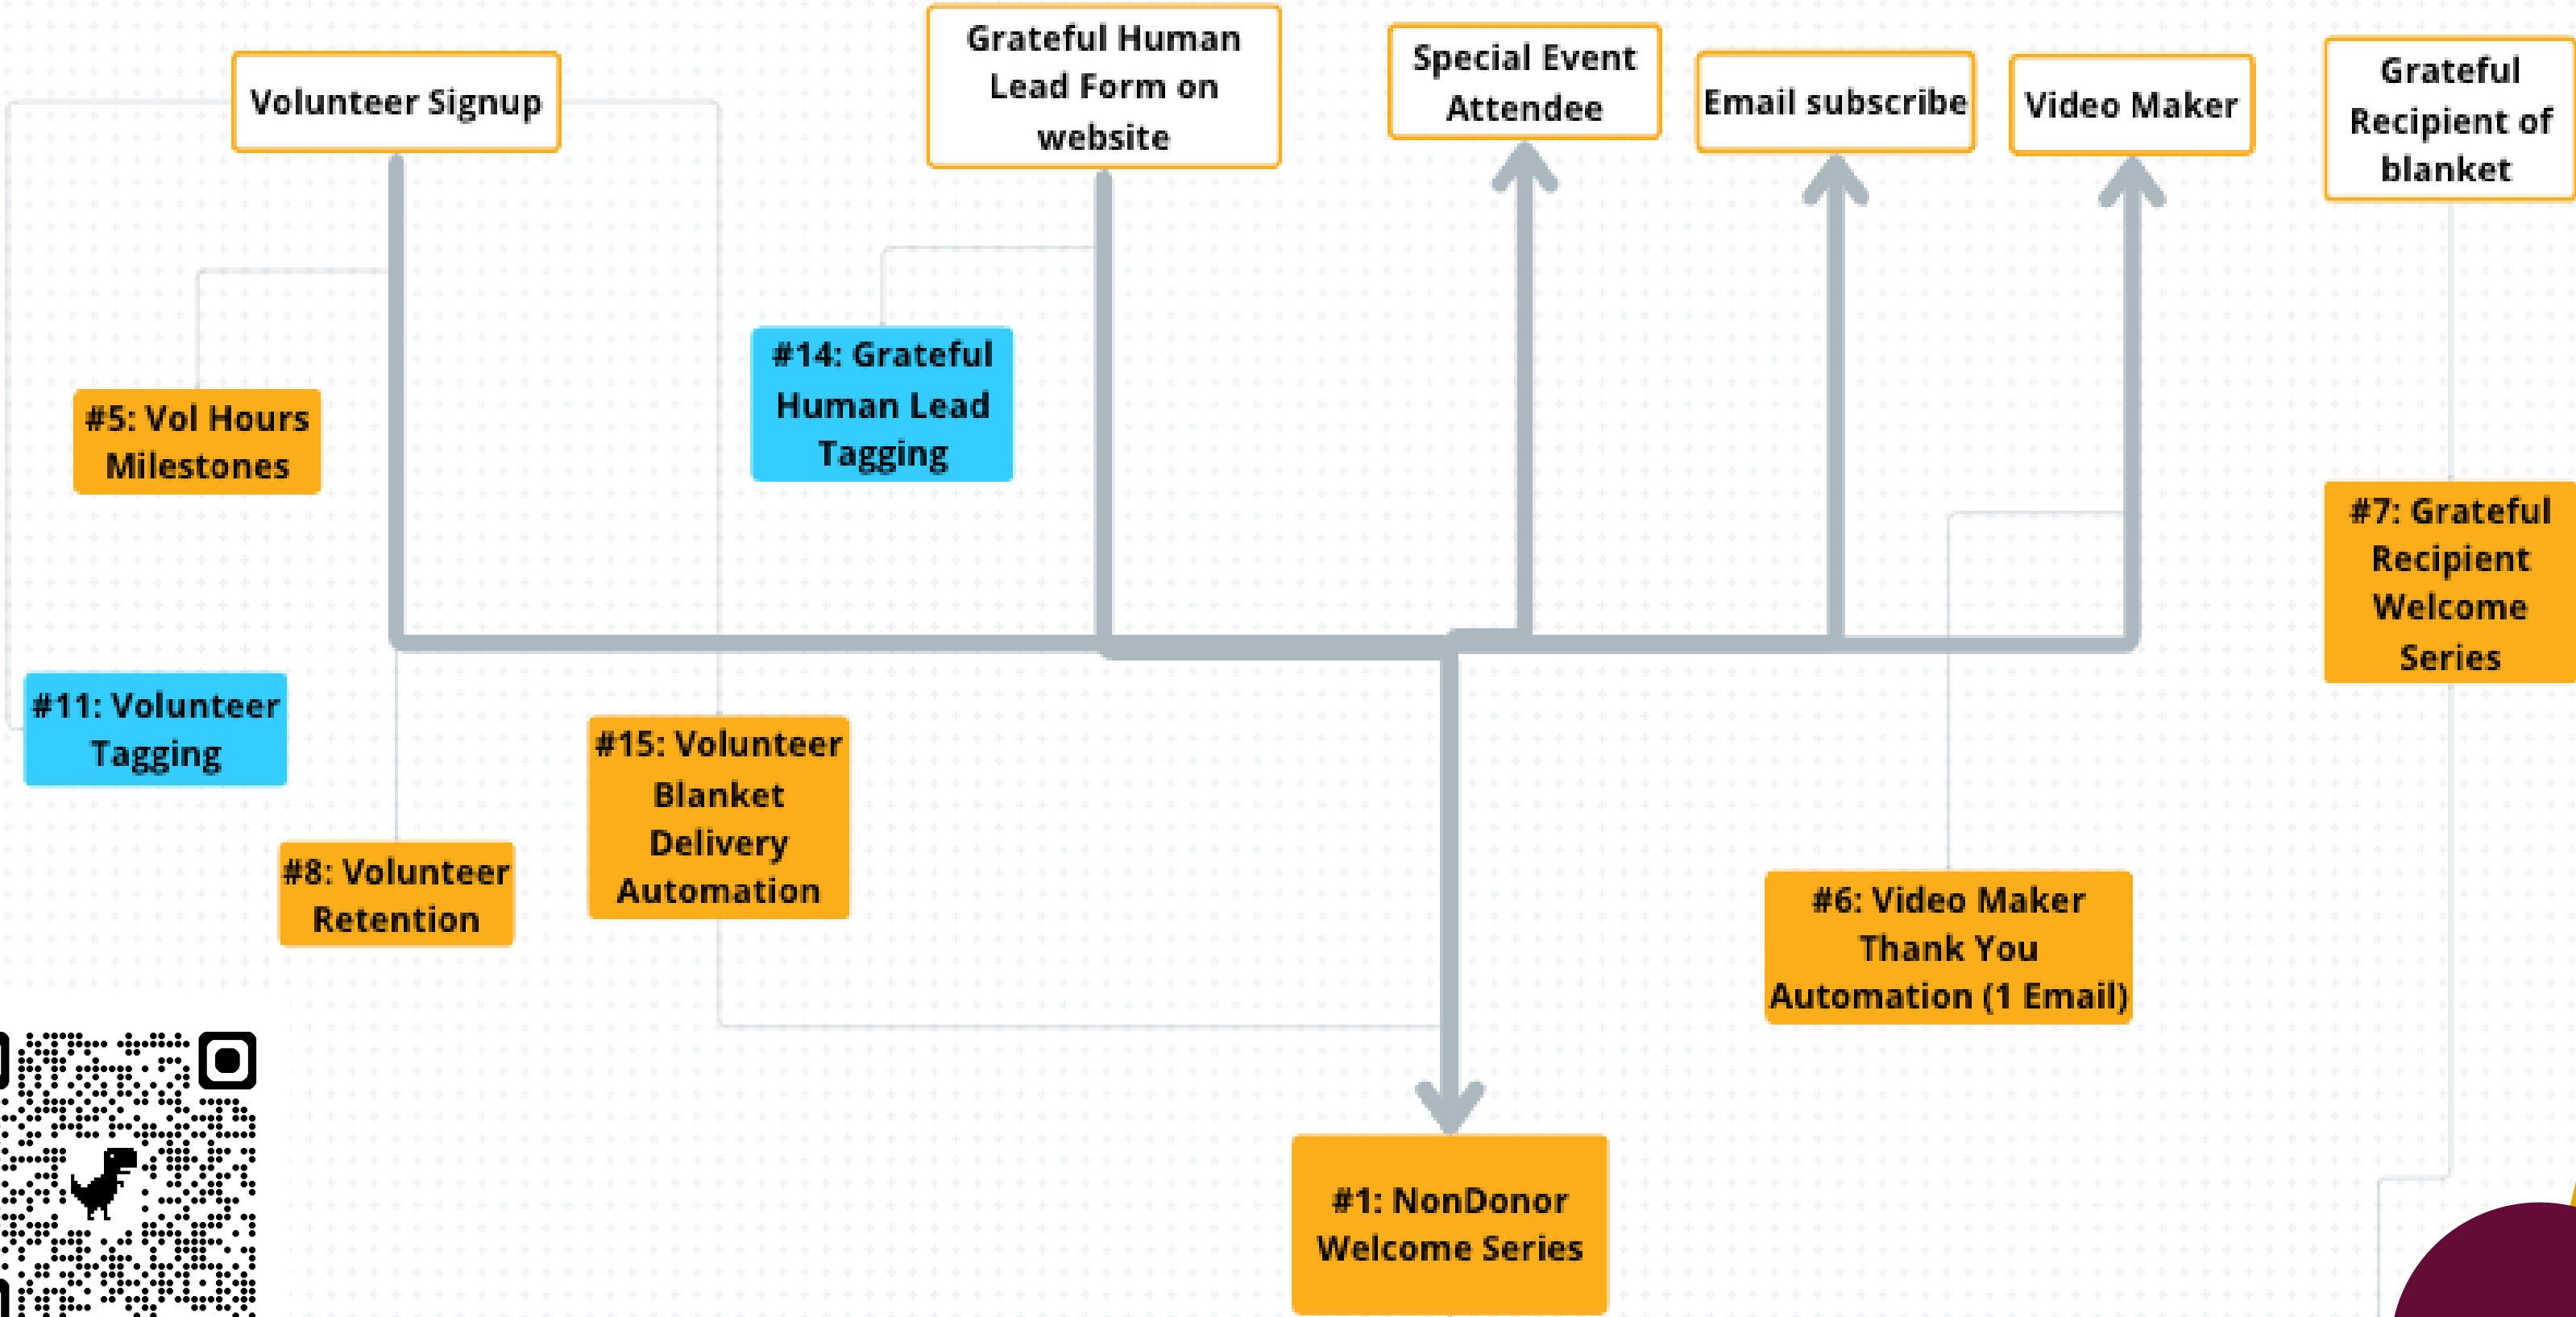 Volunteer Signup
Grateful Human
Lead Form on
website
Special Event
Attendee
Email subscribe
Video Maker
Grateful
Recipient of
blanket
#5: Vol Hours
Milestones
#14: Grateful
Human Lead
Tagging
#7: Grateful
Recipient
Welcome
Series
#11: Volunteer
Tagging
#15: Volunteer
Blanket
Delivery
Automation
#8: Volunteer
Retention
#6: Video Maker
Thank You
Automation (1 Email)
#1: NonDonor
Welcome Series